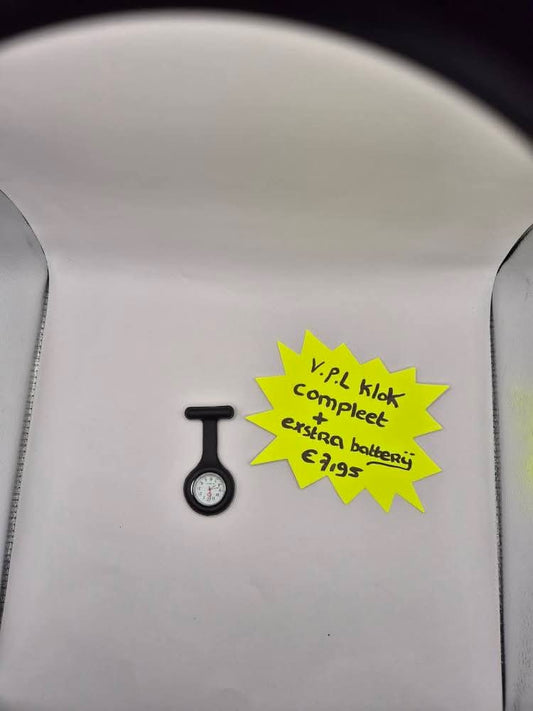 V.P.L Klok
compleet
+
exstra batterij
€7,95